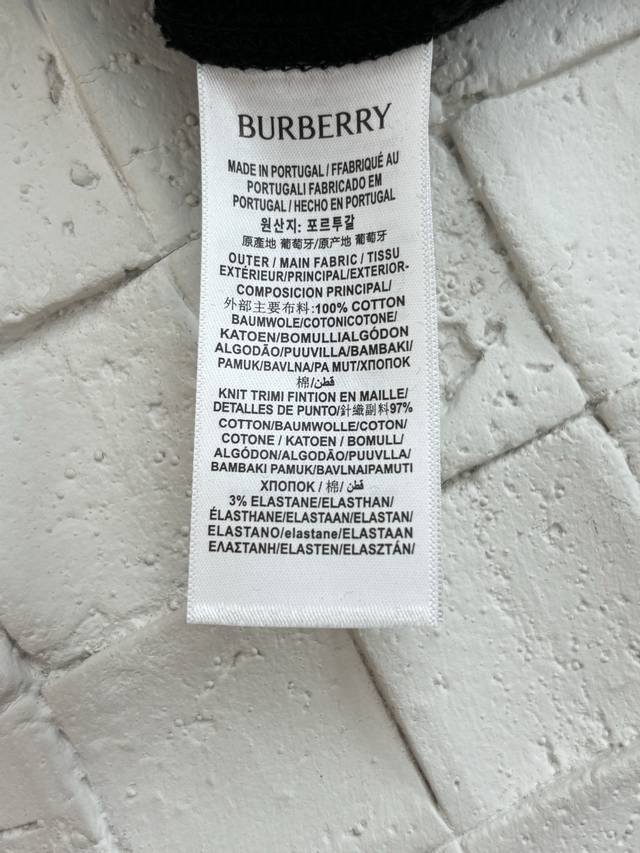 BURBERRY
MADE IN PORTUGAL / FFABRIQUÉ AU
PORTUGALI FABRICADO EM
PORTUGAL / HECHO EN PORTUGAL
원산지: 포르투갈
原產地 葡萄牙/原产地 葡萄牙
OUTER / MAIN FABRIC / TISSU
EXTÉRIEUR/PRINCIPAL/EXTERIOR-
COMPOSICION PRINCIPAL/
外部主要布料:100% COTTON
BAUMWOLE/COTONICOTONE/
KATOEN/BOMULLIALGÓDON
ALGODÃO/PUUVILLA/BAMBAKI/
PAMUK/BAVLNA/PA MUT/ХПОПОК
棉/قطن
KNIT TRIMI FINTION EN MAILLE/
DETALLES DE PUNTO/針織副料97%
COTTON/BAUMWOLLE/COTON/
COTONE / KATOEN / BOMULL/
ALGODÓN/ALGODÃO/PUUVLLA/
BAMBAKI PAMUK/BAVLNAIPAMUTI
ХПОПОК / 棉/ قطن
3% ELASTANE/ELASTHAN/
ÉLASTHANE/ELASTAAN/ELASTAN/
ELASTANO/elastane/ELASTAAN
ΕΛΑΣΤΑΝΗ/ELASTEN/ELASZTÁN/